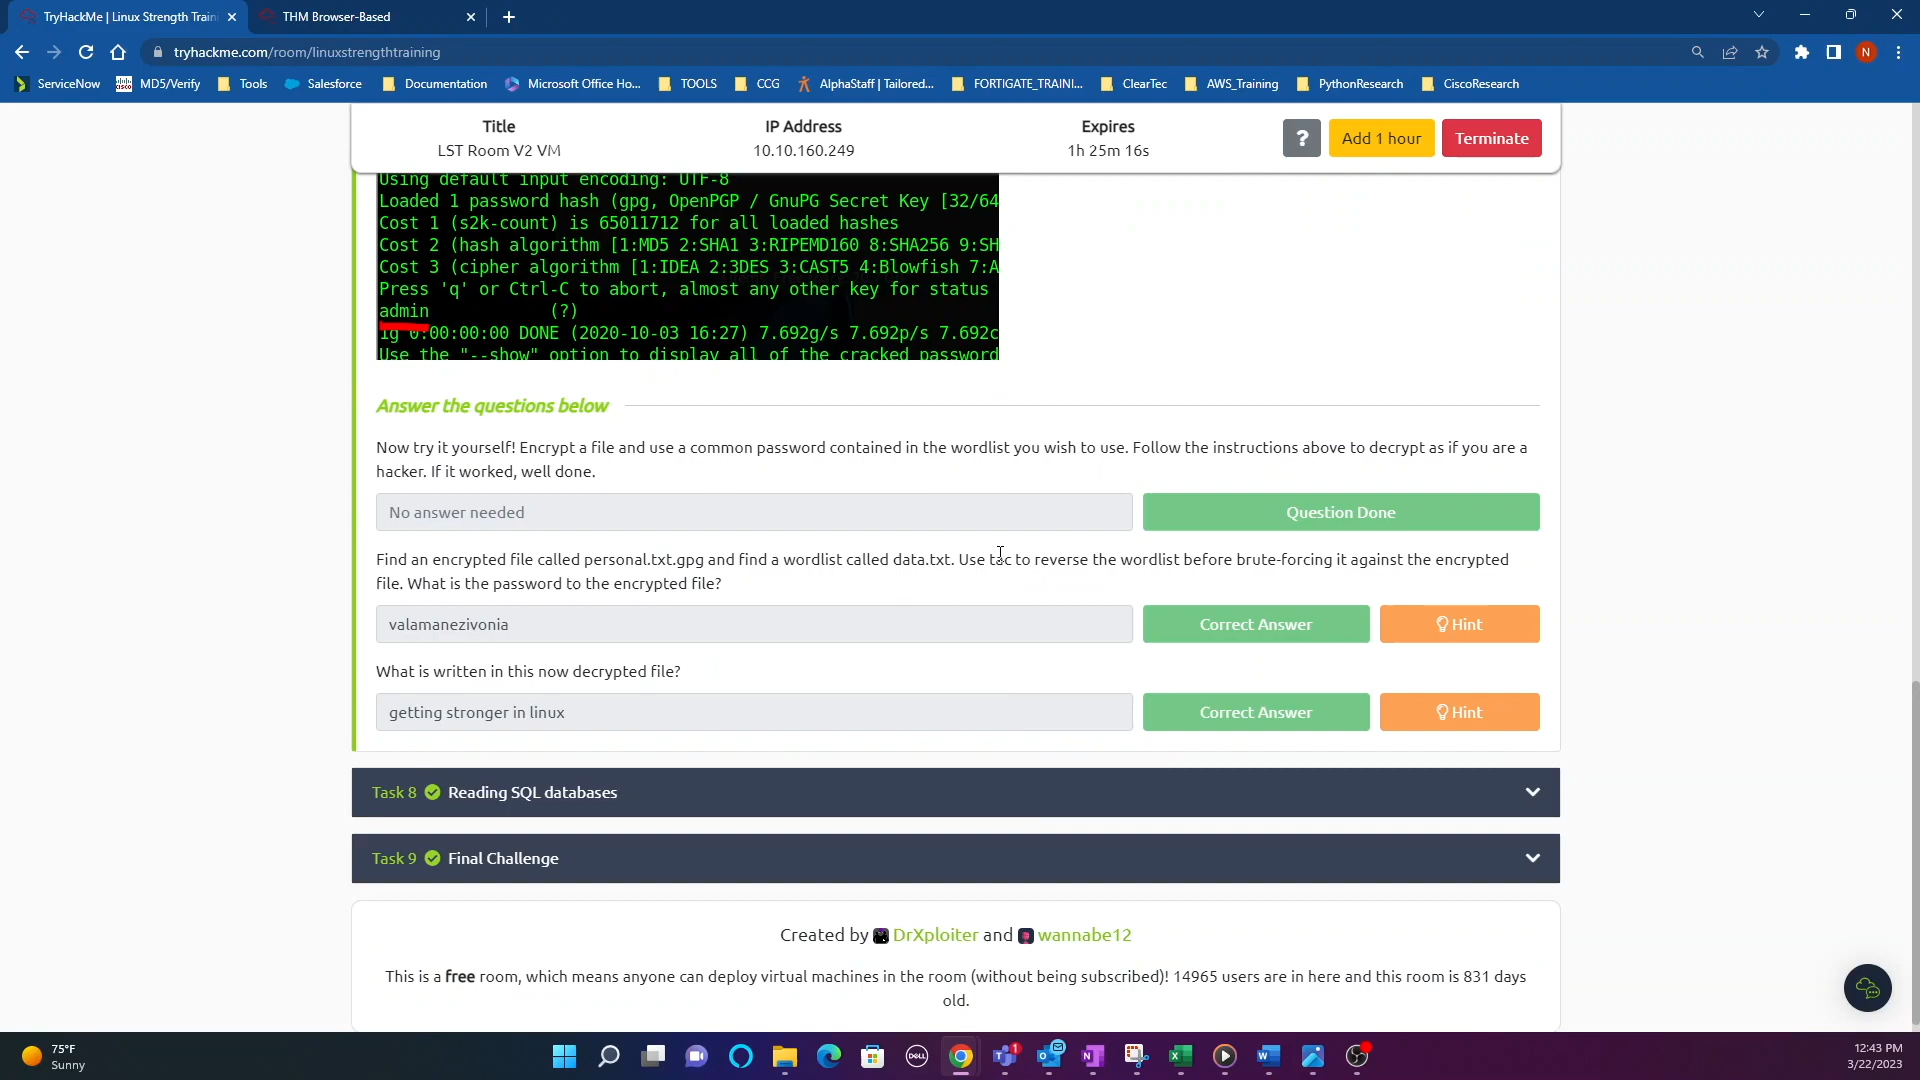 TryHackMe | Linux Strength Traini
THM Browser-Based
tryhackme.com/room/linuxstrengthtraining
N
ServiceNow
MD5/Verify
Tools
Salesforce
Documentation
Microsoft Office Ho...
TOOLS
CCG
AlphaStaff | Tailored...
FORTIGATE_TRAINI...
ClearTec
AWS_Training
PythonResearch
CiscoResearch
Title
LST Room V2 VM
IP Address
10.10.160.249
Expires
1h 25m 16s
?
Add 1 hour
Terminate
Using default input encoding: UTF-8
Loaded 1 password hash (gpg, OpenPGP / GnuPG Secret Key [32/64
Cost 1 (s2k-count) is 65011712 for all loaded hashes
Cost 2 (hash algorithm [1:MD5 2:SHA1 3:RIPEMD160 8:SHA256 9:SH
Cost 3 (cipher algorithm [1:IDEA 2:3DES 3:CAST5 4:Blowfish 7:A
Press 'q' or Ctrl-C to abort, almost any other key for status
admin (?)
1g 0:00:00:00 DONE (2020-10-03 16:27) 7.692g/s 7.692p/s 7.692c
Use the "--show" option to display all of the cracked password
Answer the questions below
Now try it yourself! Encrypt a file and use a common password contained in the wordlist you wish to use. Follow the instructions above to decrypt as if you are a
hacker. If it worked, well done.
No answer needed
Question Done
Find an encrypted file called personal.txt.gpg and find a wordlist called data.txt. Use tac to reverse the wordlist before brute-forcing it against the encrypted
file. What is the password to the encrypted file?
valamanezivonia
Correct Answer
Hint
What is written in this now decrypted file?
getting stronger in linux
Correct Answer
Hint
Task 8 Reading SQL databases
Task 9 Final Challenge
Created by DrXploiter and wannabe12
This is a free room, which means anyone can deploy virtual machines in the room (without being subscribed)! 14965 users are in here and this room is 831 days
old.
75°F
Sunny
DELL
1
12:43 PM
3/22/2023